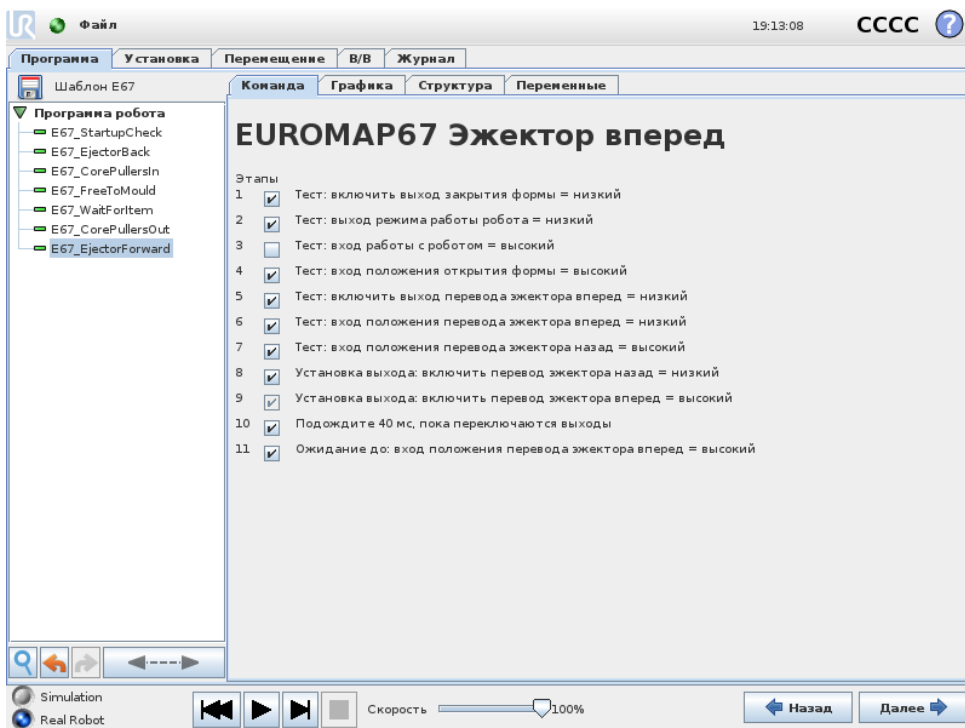 UR Файл 19:13:08 CCCC ?
Программа Установка Перемещение В/В Журнал
Шаблон E67 Команда Графика Структура Переменные
Программа робота
E67_StartupCheck
E67_EjectorBack
E67_CorePullersIn
E67_FreeToMould
E67_WaitForItem
E67_CorePullersOut
E67_EjectorForward
EUROMAP67 Эжектор вперед
Этапы
1 Тест: включить выход закрытия формы = низкий
2 Тест: выход режима работы робота = низкий
3 Тест: вход работы с роботом = высокий
4 Тест: вход положения открытия формы = высокий
5 Тест: включить выход перевода эжектора вперед = низкий
6 Тест: вход положения перевода эжектора вперед = низкий
7 Тест: вход положения перевода эжектора назад = высокий
8 Установка выхода: включить перевод эжектора назад = низкий
9 Установка выхода: включить перевод эжектора вперед = высокий
10 Подождите 40 мс, пока переключаются выходы
11 Ожидание до: вход положения перевода эжектора вперед = высокий
Simulation
Real Robot
Скорость 100%
Назад Далее